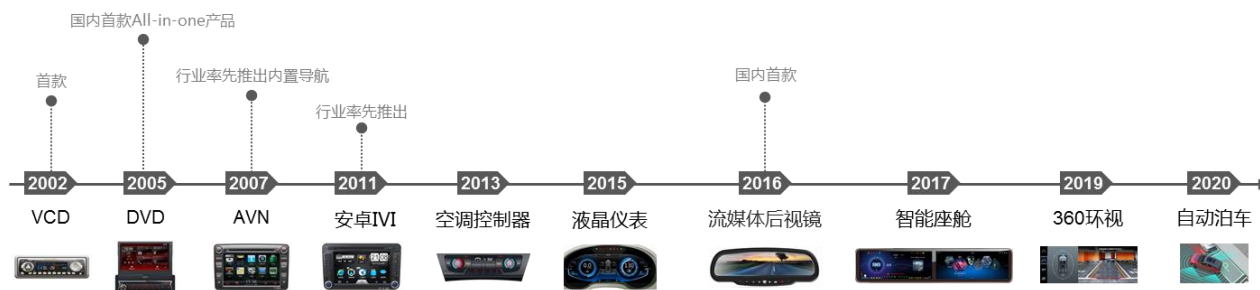 国内首款All-in-one产品
首款
行业率先推出内置导航
行业率先推出
国内首款
2002
2005
2007
2011
2013
2015
2016
2017
2019
2020
VCD
DVD
AVN
安卓IVI
空调控制器
液晶仪表
流媒体后视镜
智能座舱
360环视
自动泊车